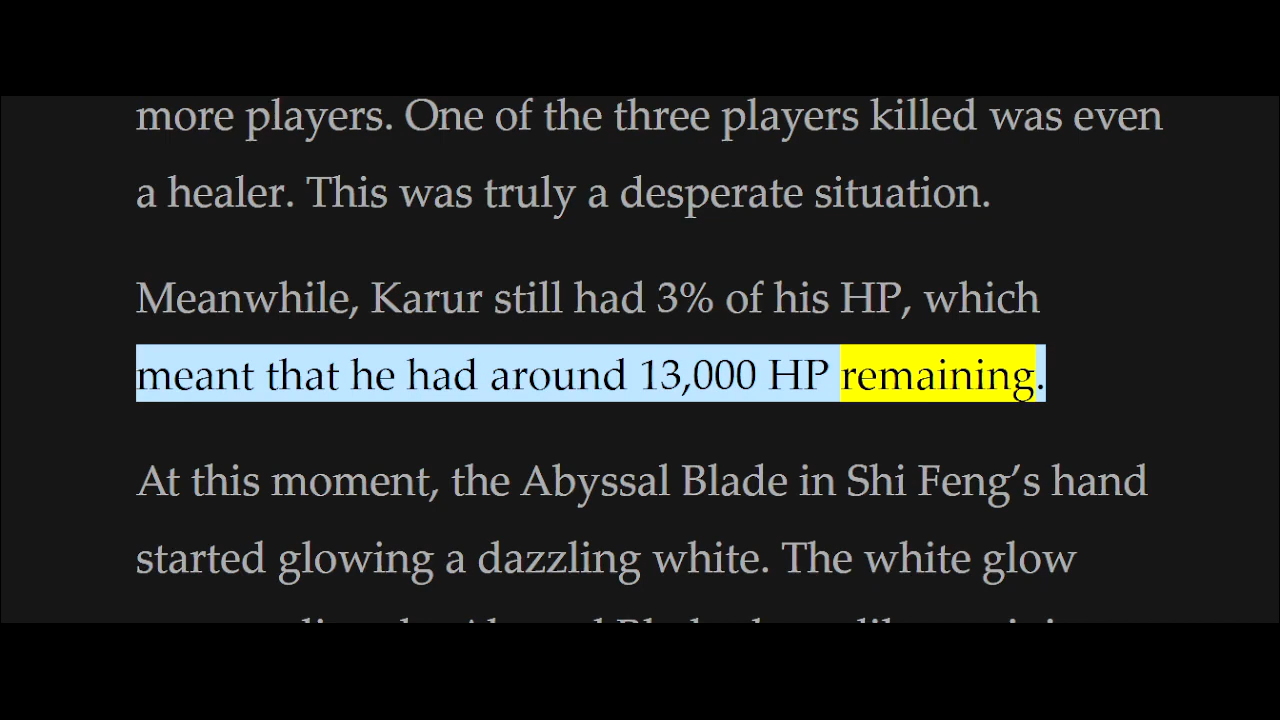 more players. One of the three players killed was even
a healer. This was truly a desperate situation.
Meanwhile, Karur still had 3% of his HP, which
meant that he had around 13,000 HP remaining.
At this moment, the Abyssal Blade in Shi Feng’s hand
started glowing a dazzling white. The white glow